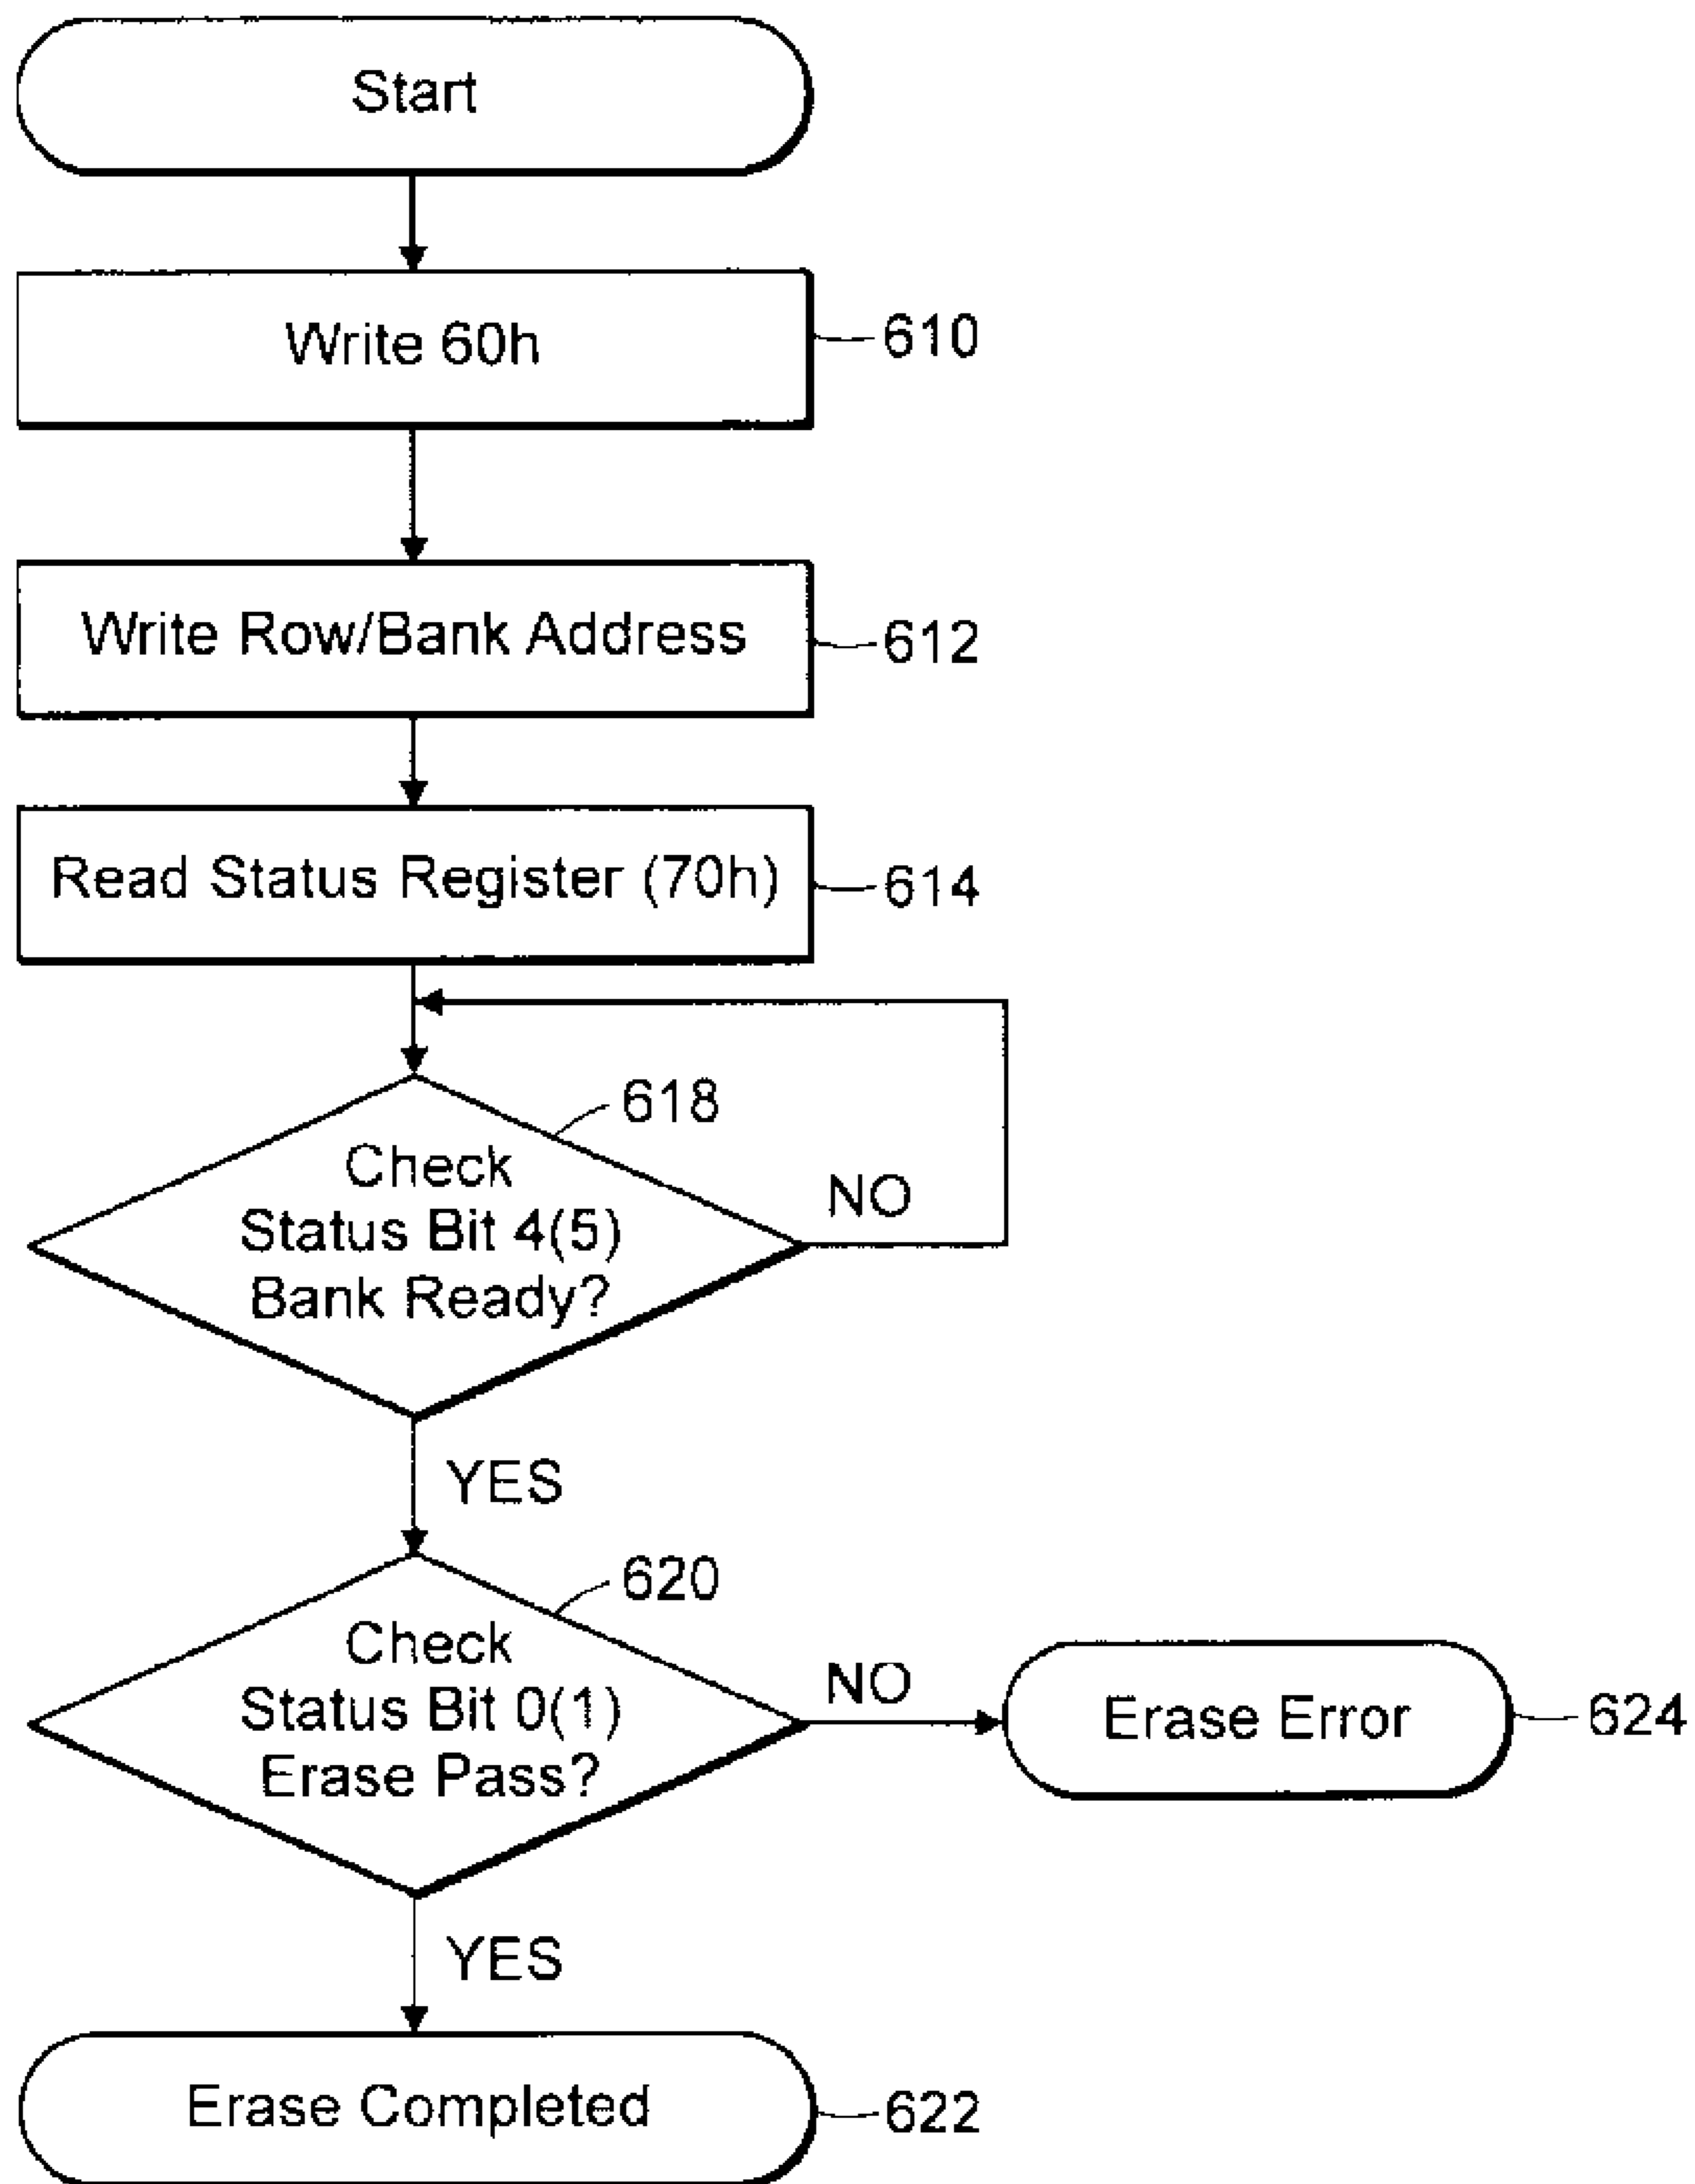 Start
Write 60h
610
Write Row/Bank Address
612
Read Status Register (70h)
614
618
Check
Status Bit 4(5)
Bank Ready?
NO
YES
620
Check
Status Bit 0(1)
Erase Pass?
NO
Erase Error
624
YES
Erase Completed
622